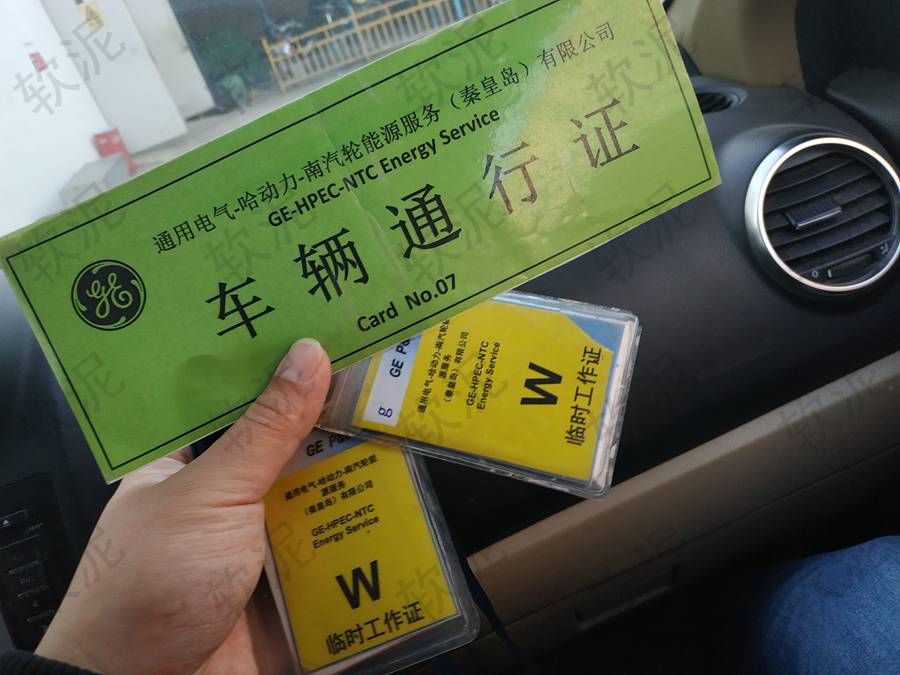 通用电气-哈动力-南汽轮能源服务（秦皇岛）有限公司
GE-HPEC-NTC Energy Service
车辆通行证
Card No.07
GE
通用电气-哈动力-南汽轮能
源服务
（秦皇岛）有限公司
GE-HPEC-NTC
Energy Service
W
临时工作证
GE
通用电气-哈动力-南汽轮能
源服务
（秦皇岛）有限公司
GE-HPEC-NTC
Energy Service
W
临时工作证
软泥